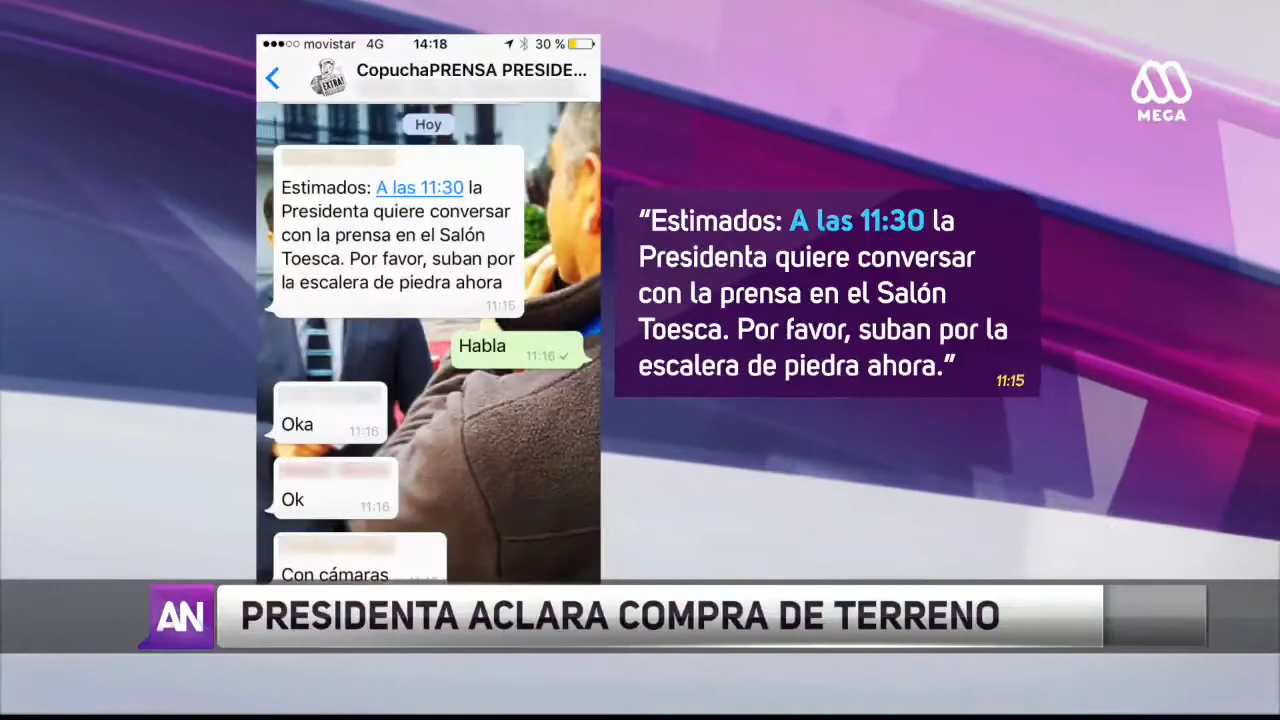 movistar 4G 14:18 30 %
CopuchaPRENSA PRESIDE...
EXTRA!
MEGA
Hoy
Estimados: A las 11:30 la
Presidenta quiere conversar
con la prensa en el Salón
Toesca. Por favor, suban por
la escalera de piedra ahora
11:15
Habla
11:16
Oka
11:16
Ok
11:16
Con cámaras
“Estimados: A las 11:30 la
Presidenta quiere conversar
con la prensa en el Salón
Toesca. Por favor, suban por la
escalera de piedra ahora.”
11:15
AN
PRESIDENTA ACLARA COMPRA DE TERRENO